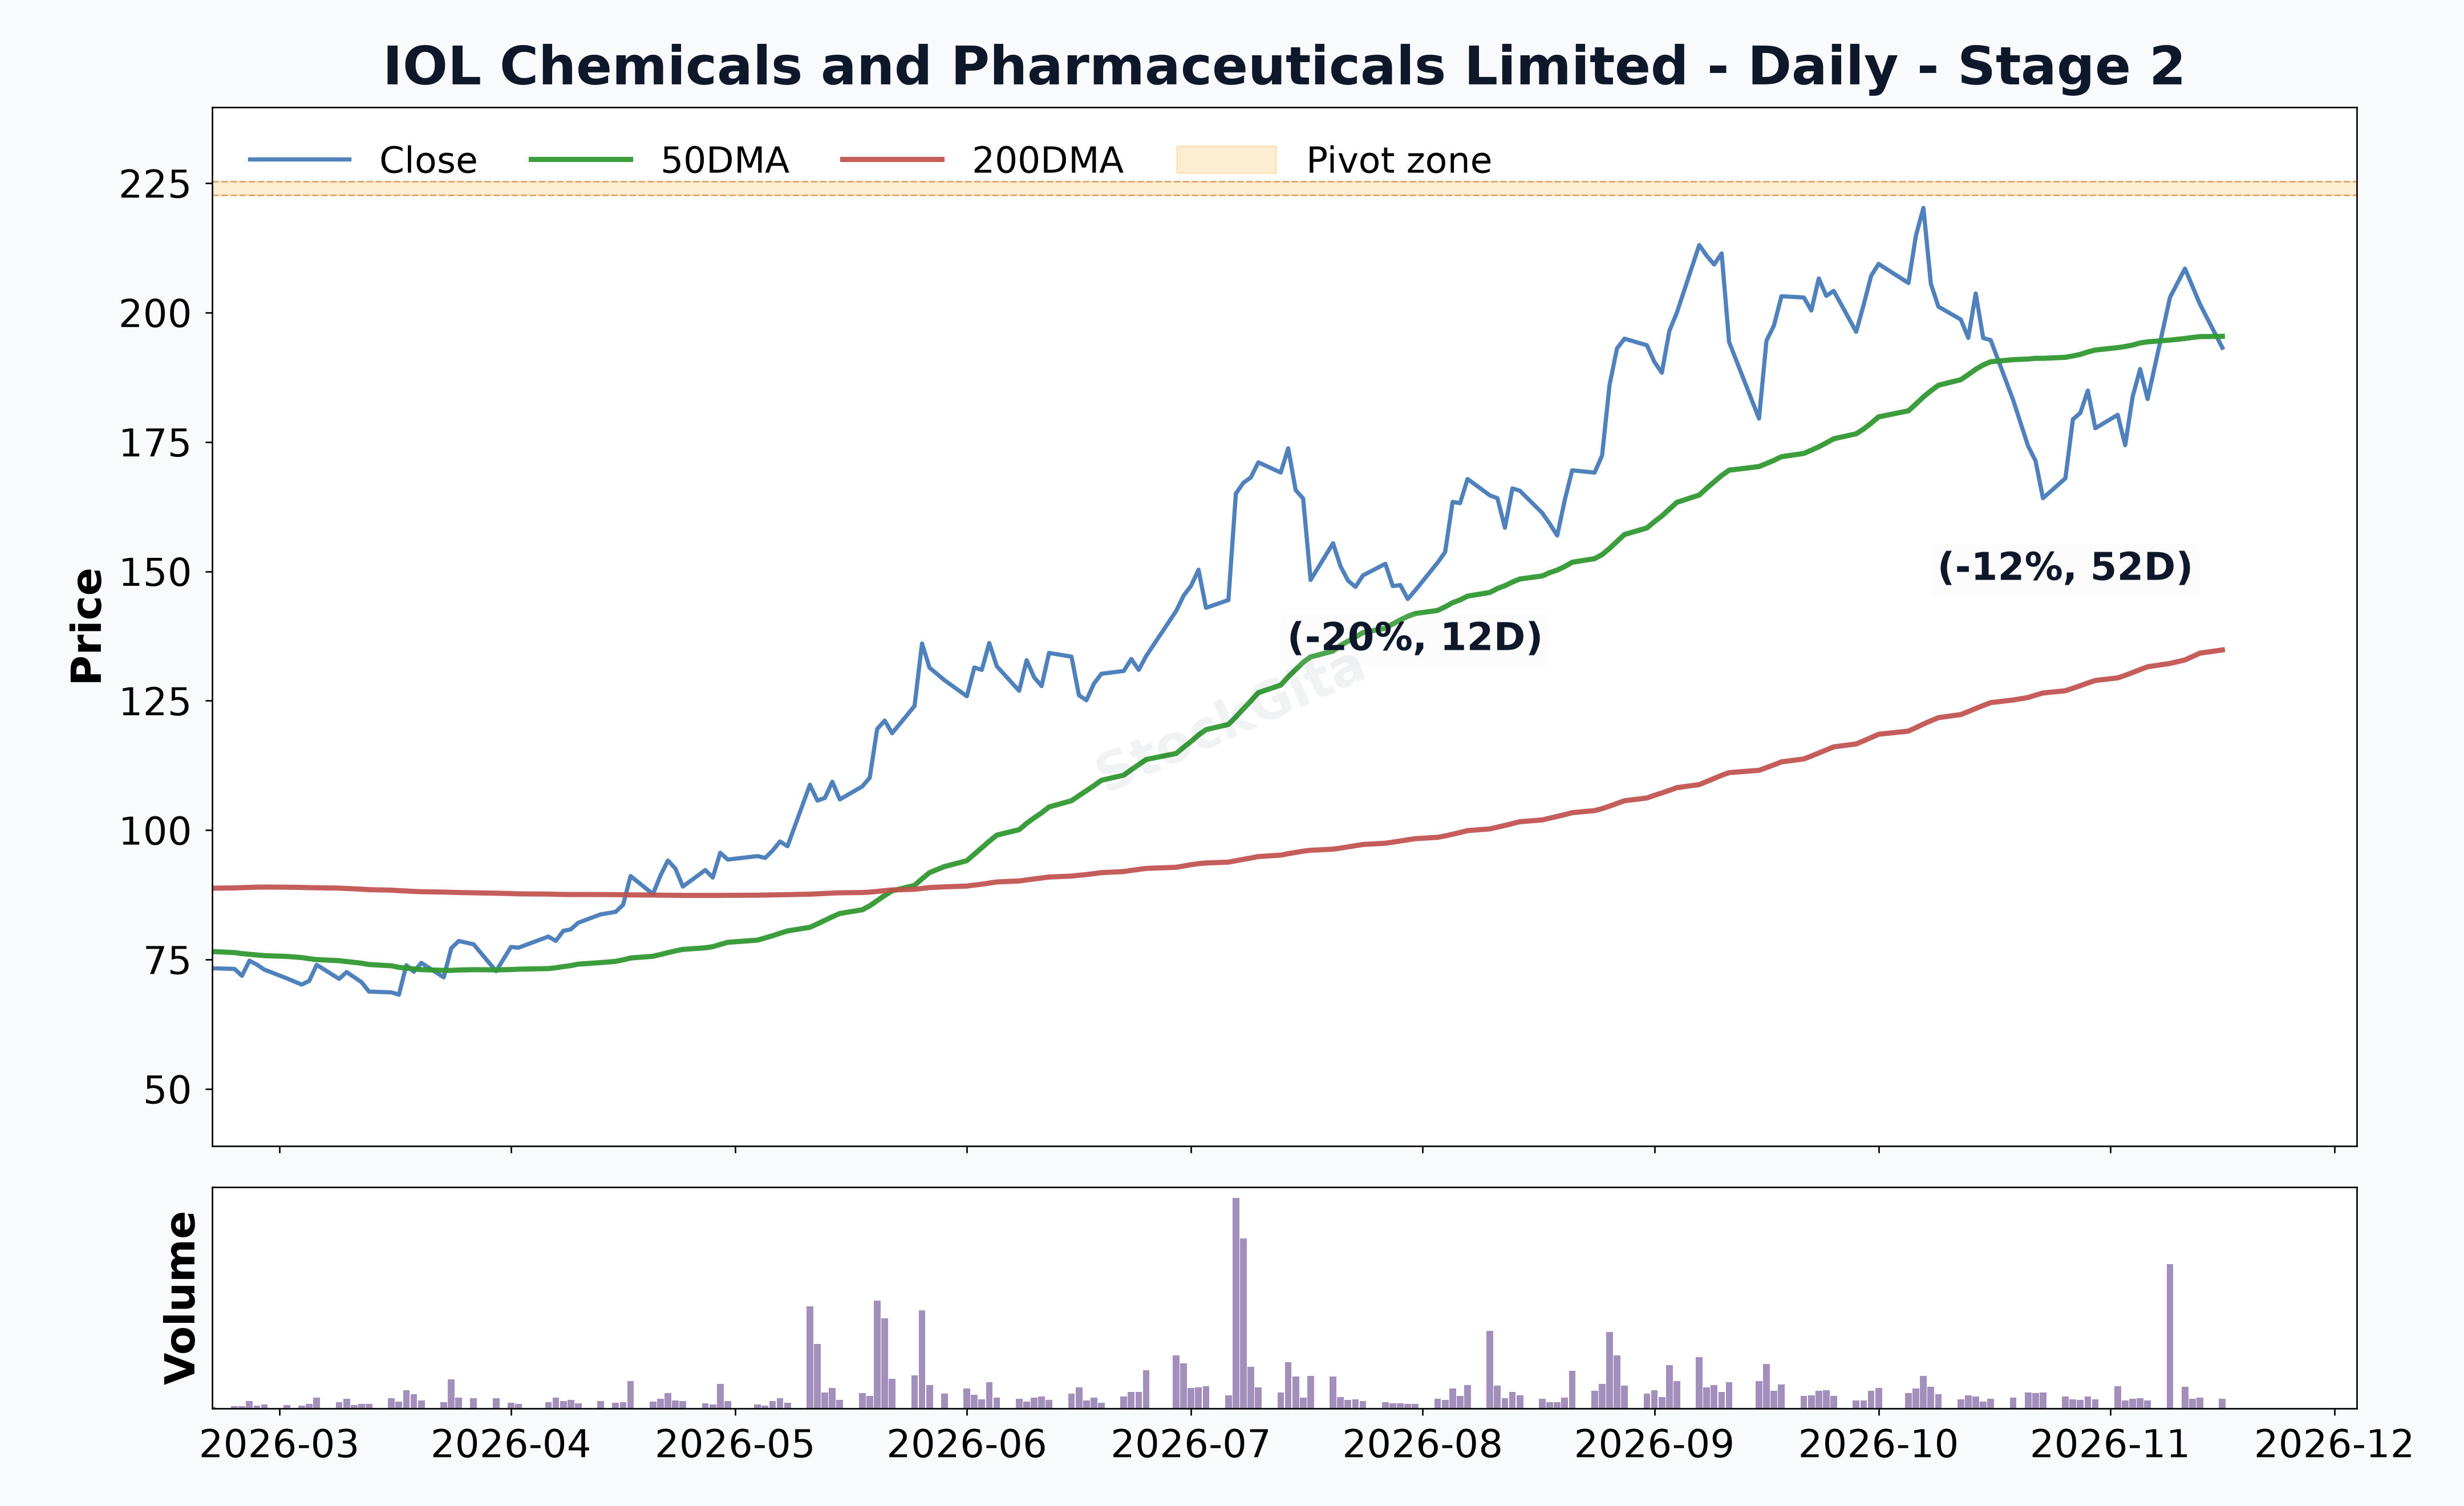 IOL Chemicals and Pharmaceuticals Limited - Daily - Stage 2
Close 50DMA 200DMA Pivot zone
225
200
175
150
125
100
75
50
Price
(-12%, 52D)
(-20%, 12D)
StockGita
Volume
2026-03 2026-04 2026-05 2026-06 2026-07 2026-08 2026-09 2026-10 2026-11 2026-12